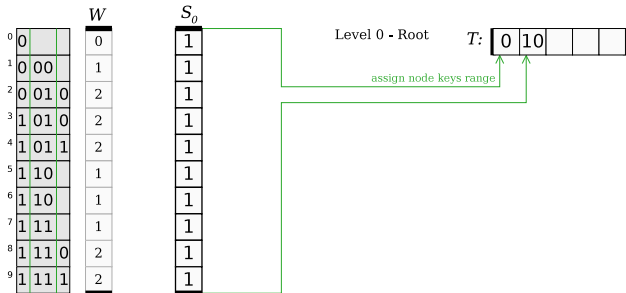 W S₀
Level 0 - Root T: 0 10
assign node keys range
0 0 0 1
1 0 00 1 1
2 0 01 0 2 1
3 1 01 0 2 1
4 1 01 1 2 1
5 1 10 1 1
6 1 10 1 1
7 1 11 1 1
8 1 11 0 2 1
9 1 11 1 2 1